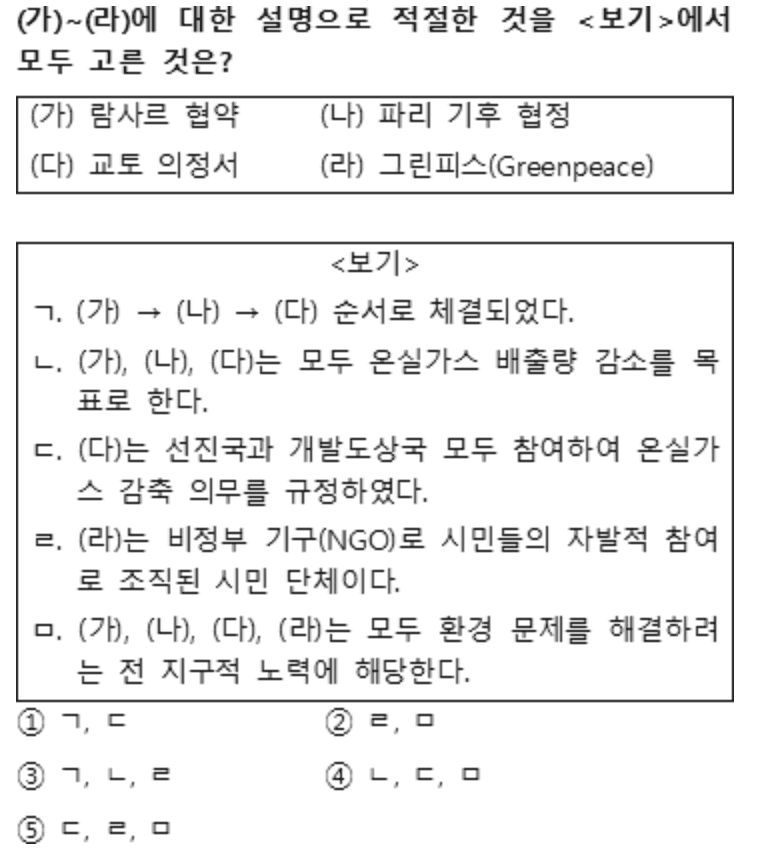 (가)~(라)에 대한 설명으로 적절한 것을 <보기>에서
모두 고른 것은?
(가) 람사르 협약 (나) 파리 기후 협정
(다) 교토 의정서 (라) 그린피스(Greenpeace)
<보기>
ㄱ. (가) → (나) → (다) 순서로 체결되었다.
ㄴ. (가), (나), (다)는 모두 온실가스 배출량 감소를 목
표로 한다.
ㄷ. (다)는 선진국과 개발도상국 모두 참여하여 온실가
스 감축 의무를 규정하였다.
ㄹ. (라)는 비정부 기구(NGO)로 시민들의 자발적 참여
로 조직된 시민 단체이다.
ㅁ. (가), (나), (다), (라)는 모두 환경 문제를 해결하려
는 전 지구적 노력에 해당한다.
① ㄱ, ㄷ ② ㄹ, ㅁ
③ ㄱ, ㄴ, ㄹ ④ ㄴ, ㄷ, ㅁ
⑤ ㄷ, ㄹ, ㅁ